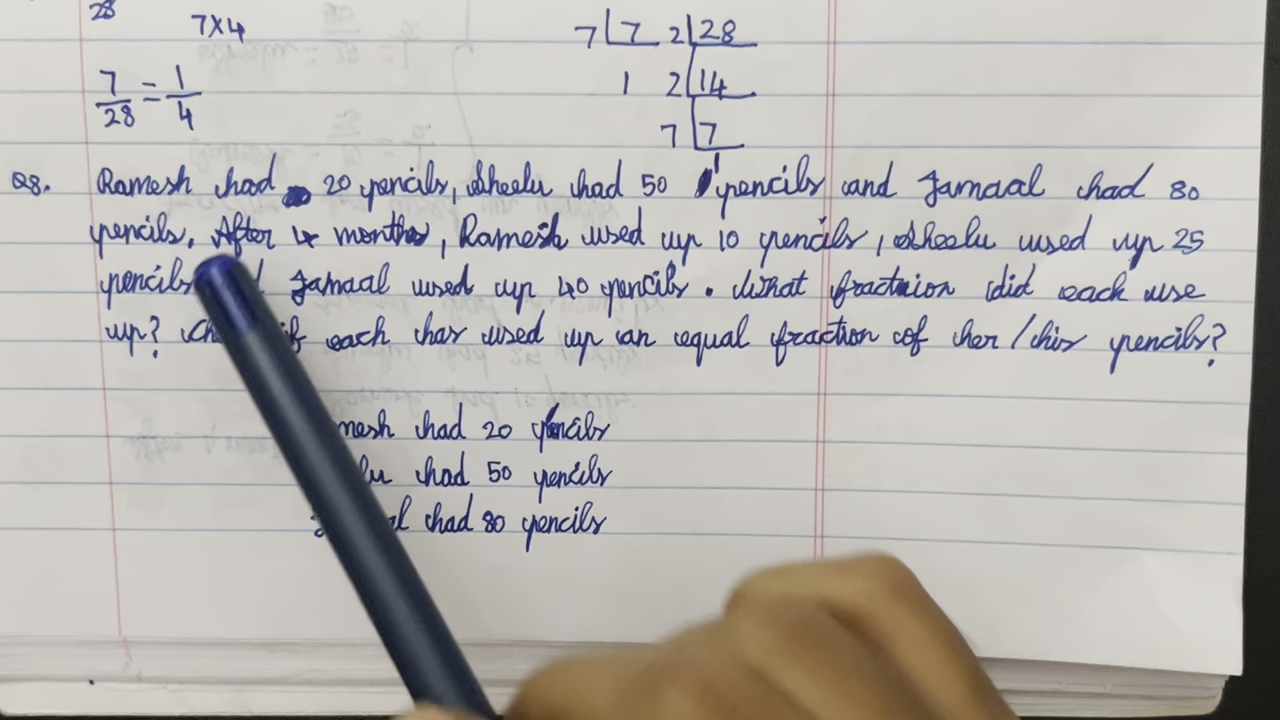 28 7×4 7 7 2 28
7/28 = 1/4 1 2 14
7 7
1
Q8. Ramesh had 20 pencils, Sheelu had 50 pencils and Jamaal had 80
pencils. After 4 months, Ramesh used up 10 pencils, Sheelu used up 25
pencils Jamaal used up 40 pencils. What fraction did each use
up? if each has used up an equal fraction of her/his pencils?
had 20 pencils
had 50 pencils
had 80 pencils